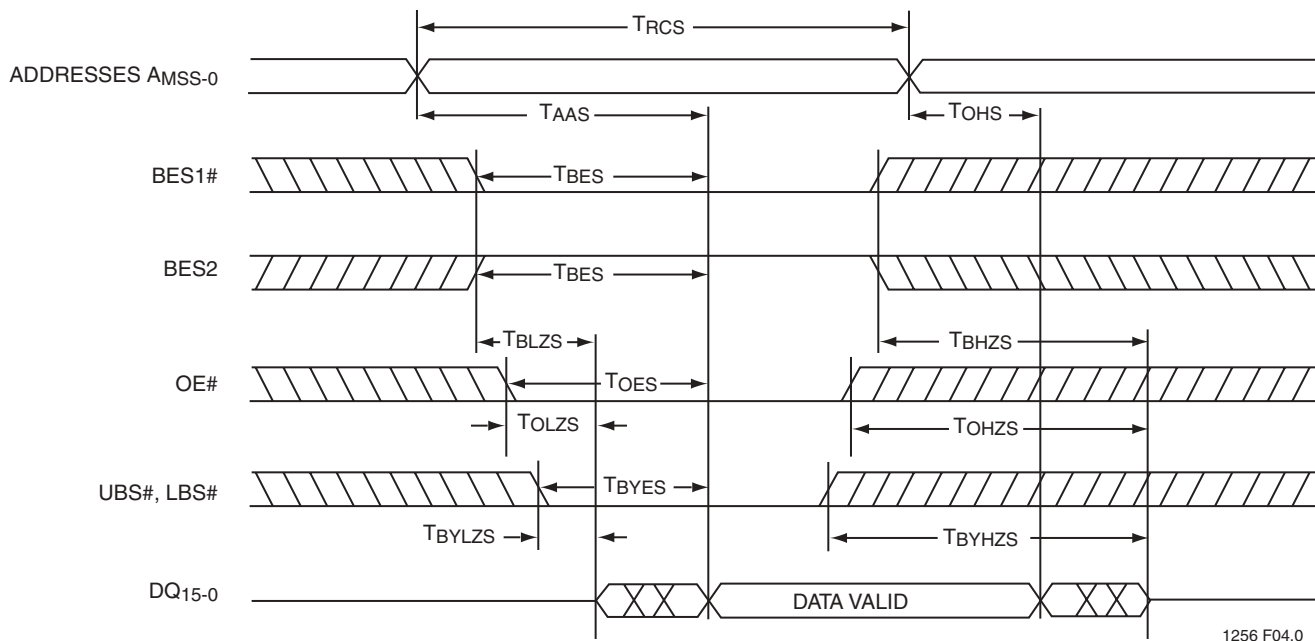 TRCS
ADDRESSES AMSS-0
TAAS
TOHS
BES1#
TBES
BES2
TBES
TBLZS
TBHZS
OE#
TOES
TOLZS
TOHZS
UBS#, LBS#
TBYES
TBYLZS
TBYHZS
DQ15-0
DATA VALID
1256 F04.0